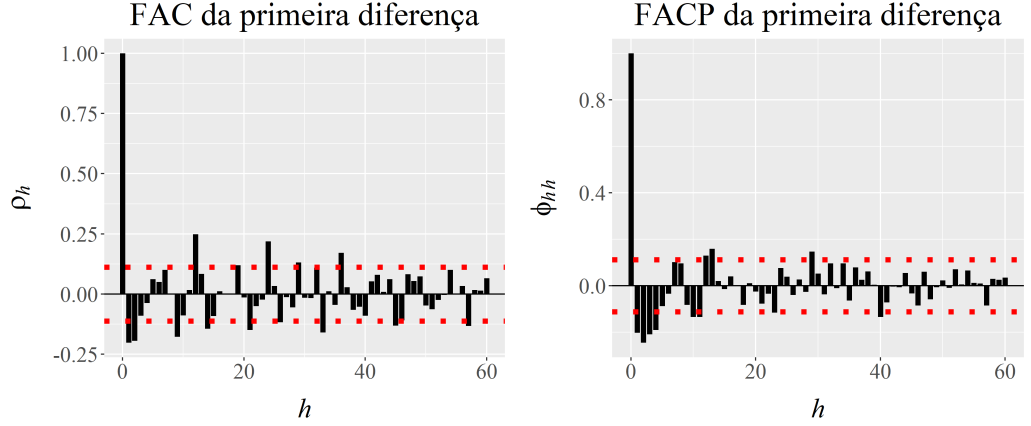 FAC da primeira diferença
1.00
0.75
0.50
0.25
0.00
-0.25
ρh
0
20
40
60
h
FACP da primeira diferença
0.8
0.4
0.0
ϕhh
0
20
40
60
h